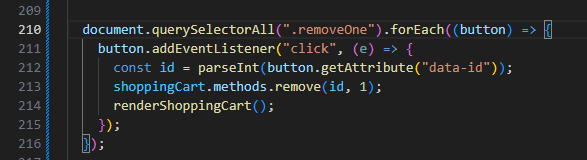 209
210 document.querySelectorAll(".removeOne").forEach((button) => {
211 button.addEventListener("click", (e) => {
212 const id = parseInt(button.getAttribute("data-id"));
213 shoppingCart.methods.remove(id, 1);
214 renderShoppingCart();
215 });
216 });